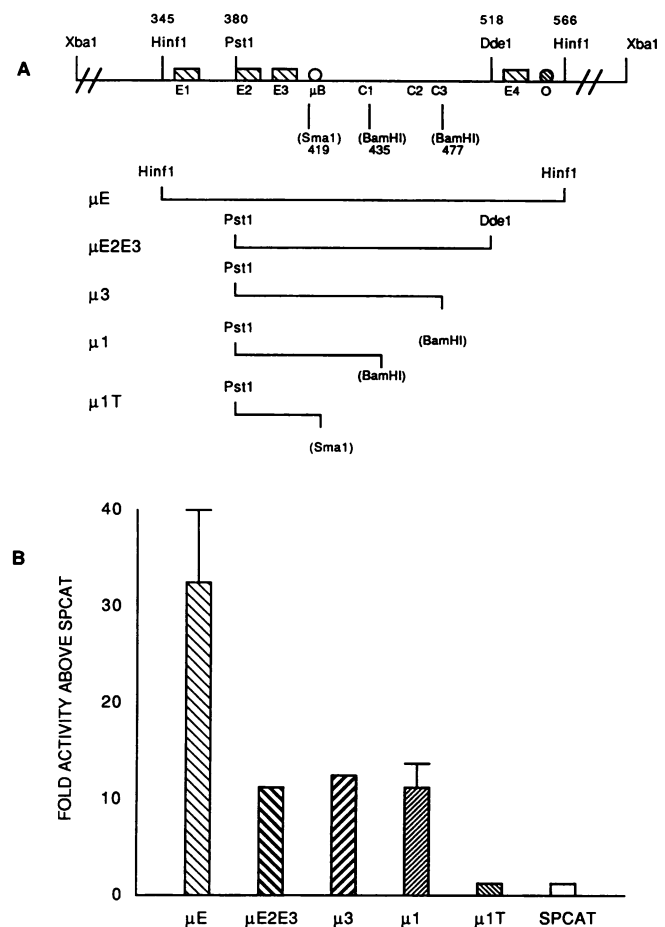 345 380 518 566
Xba1 Hinf1 Pst1 Dde1 Hinf1 Xba1
A
E1 E2 E3 μB C1 C2 C3 E4 O
(Sma1) (BamHI) (BamHI)
419 435 477
Hinf1 Hinf1
μE
Pst1 Dde1
μE2E3
Pst1
μ3
(BamHI)
Pst1
μ1
(BamHI)
Pst1
μ1T
(Sma1)
B
FOLD ACTIVITY ABOVE SPCAT
40
30
20
10
0
μE μE2E3 μ3 μ1 μ1T SPCAT